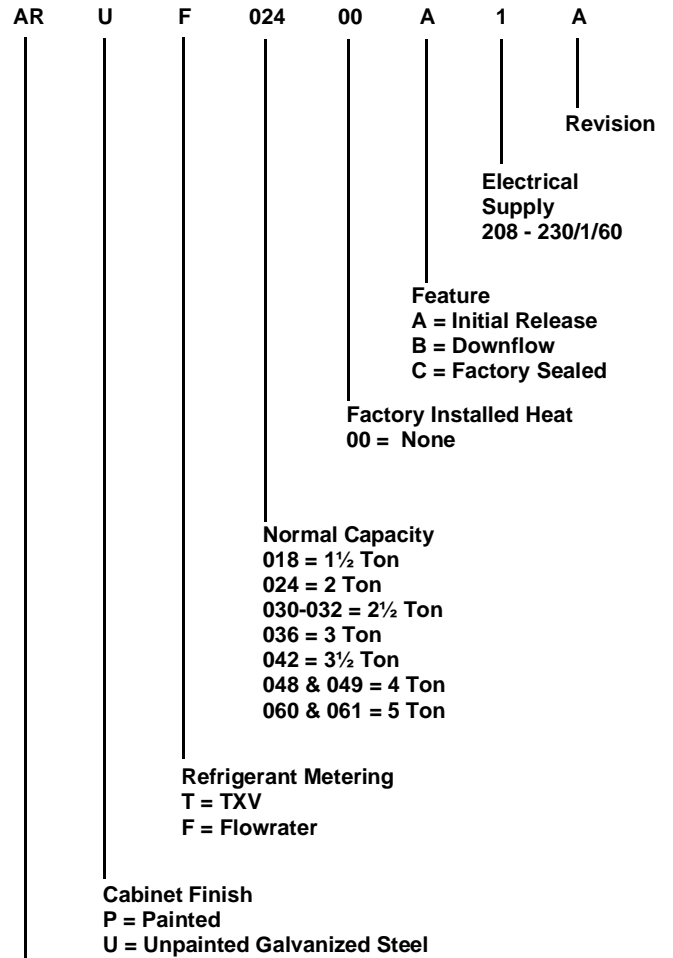 AR U F 024 00 A 1 A
Revision
Electrical
Supply
208 - 230/1/60
Feature
A = Initial Release
B = Downflow
C = Factory Sealed
Factory Installed Heat
00 = None
Normal Capacity
018 = 1½ Ton
024 = 2 Ton
030-032 = 2½ Ton
036 = 3 Ton
042 = 3½ Ton
048 & 049 = 4 Ton
060 & 061 = 5 Ton
Refrigerant Metering
T = TXV
F = Flowrater
Cabinet Finish
P = Painted
U = Unpainted Galvanized Steel